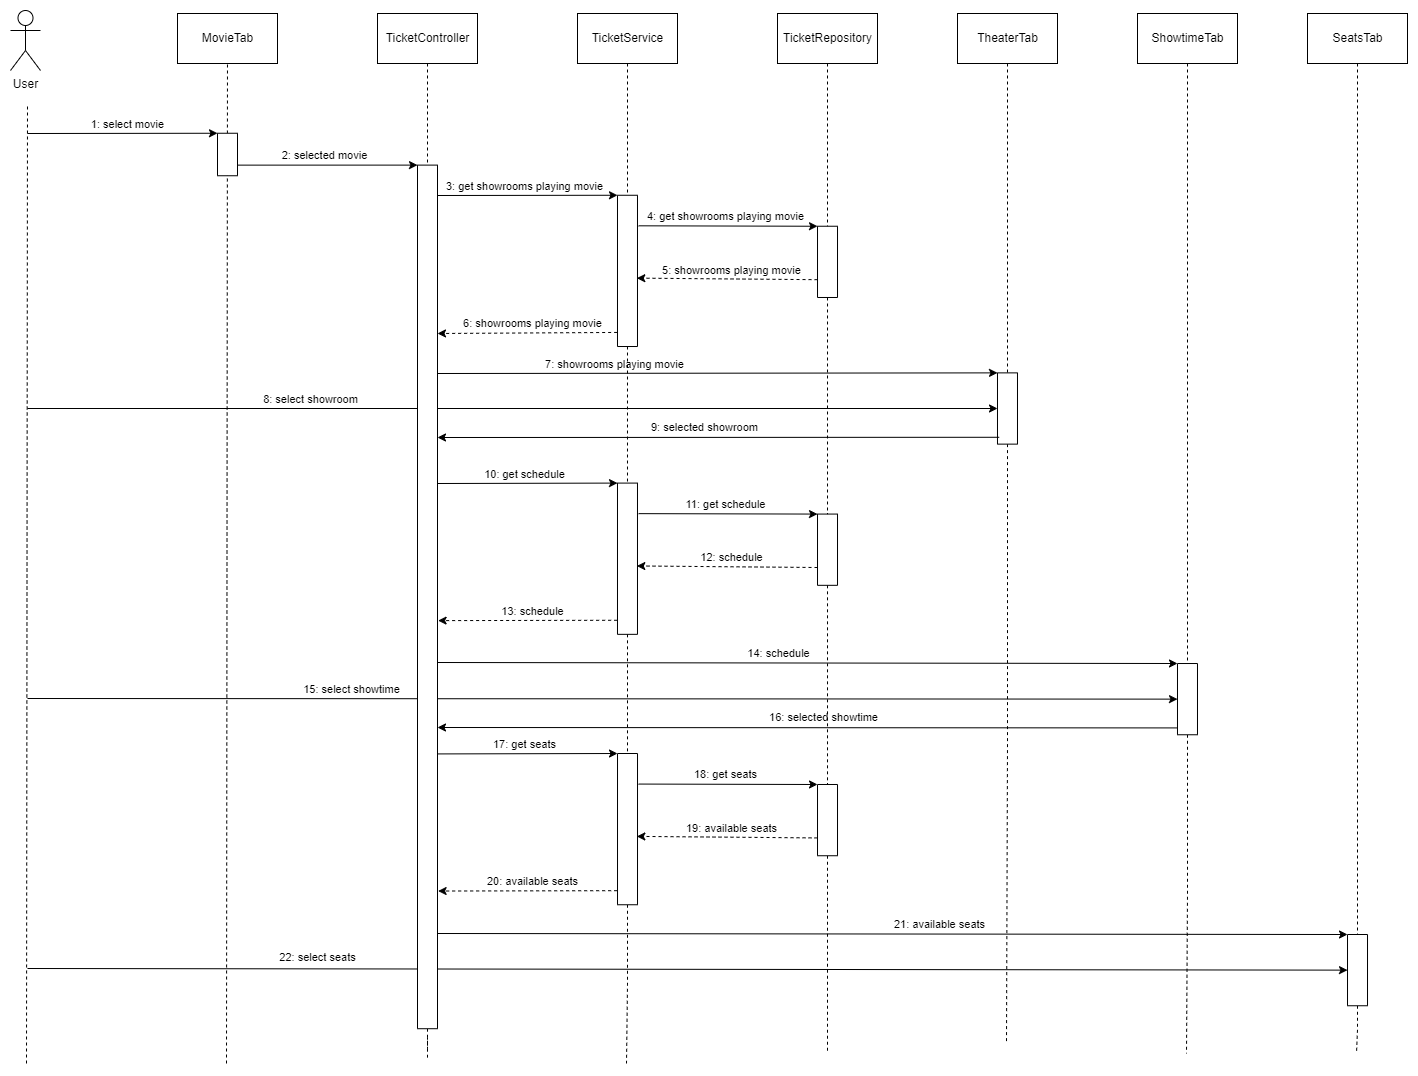 MovieTab
TicketController
TicketService
TicketRepository
TheaterTab
ShowtimeTab
SeatsTab
User
1: select movie
2: selected movie
3: get showrooms playing movie
4: get showrooms playing movie
5: showrooms playing movie
6: showrooms playing movie
7: showrooms playing movie
8: select showroom
9: selected showroom
10: get schedule
11: get schedule
12: schedule
13: schedule
14: schedule
15: select showtime
16: selected showtime
17: get seats
18: get seats
19: available seats
20: available seats
21: available seats
22: select seats